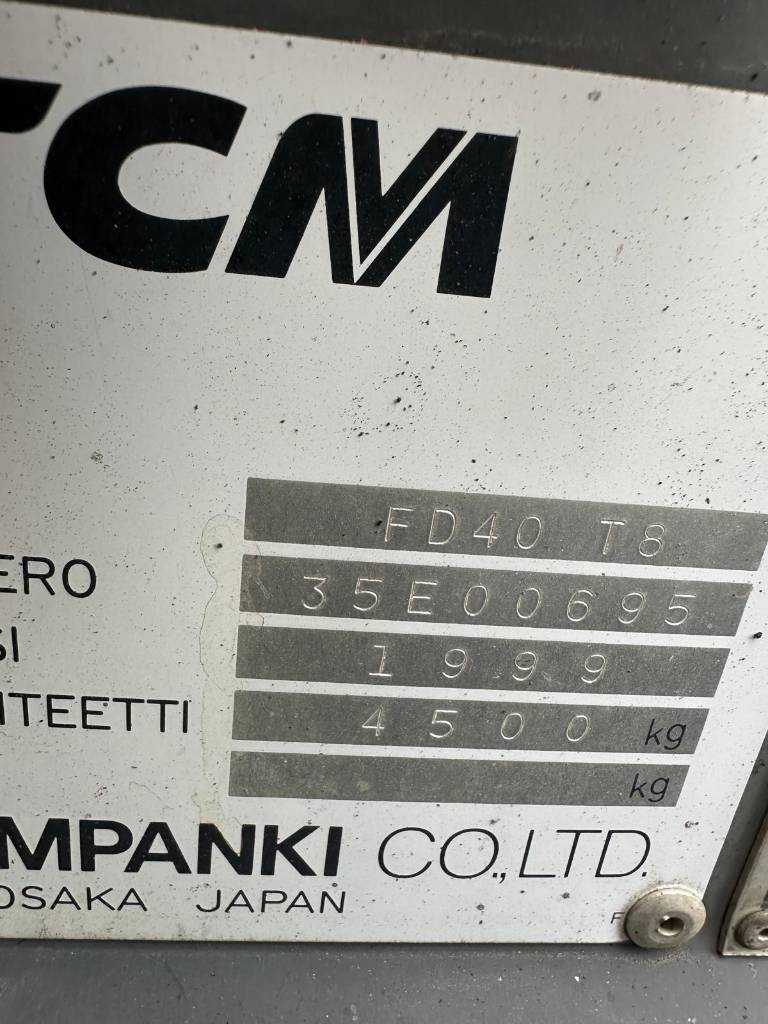 TCM
FD40 T8
ERO 35E00695
SI 1999
ITEETTI 4500 kg
kg
MPANKI CO.,LTD.
OSAKA JAPAN
F